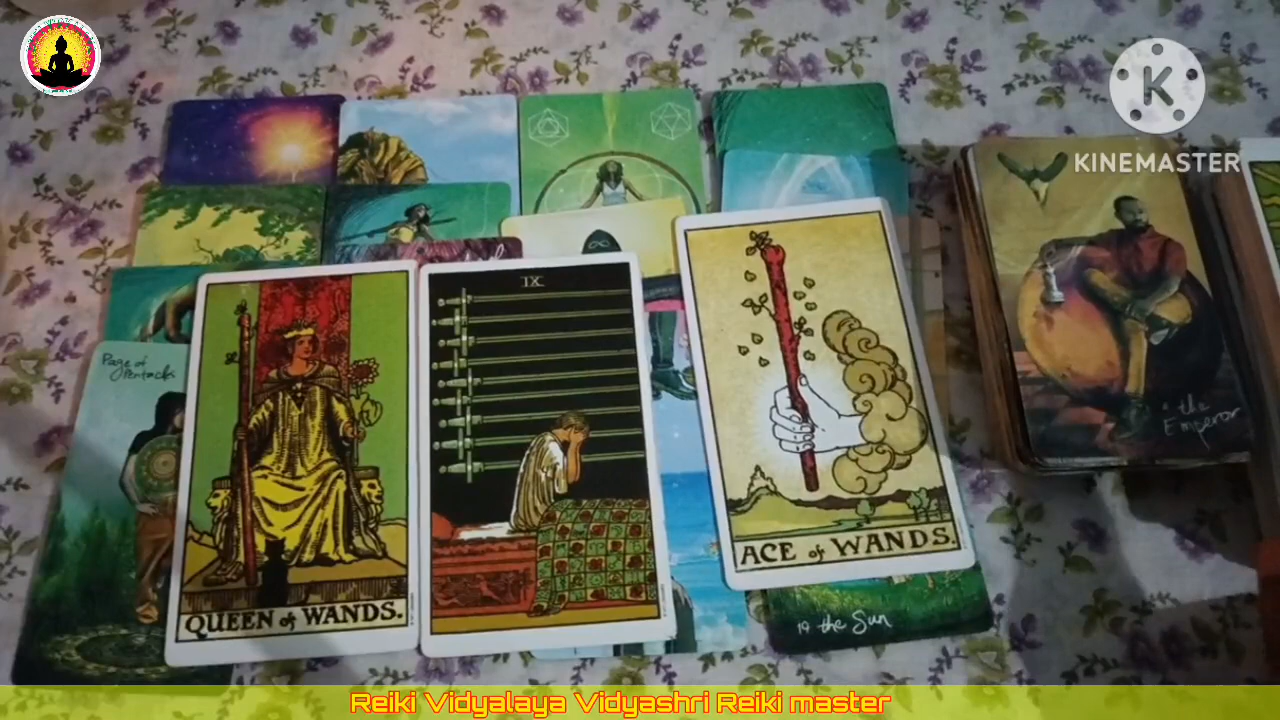 K
KINEMASTER
Page of
Pentacls
QUEEN of WANDS.
IX
ACE of WANDS.
the
Emperor
19 the Sun
Reiki Vidyalaya Vidyashri Reiki master